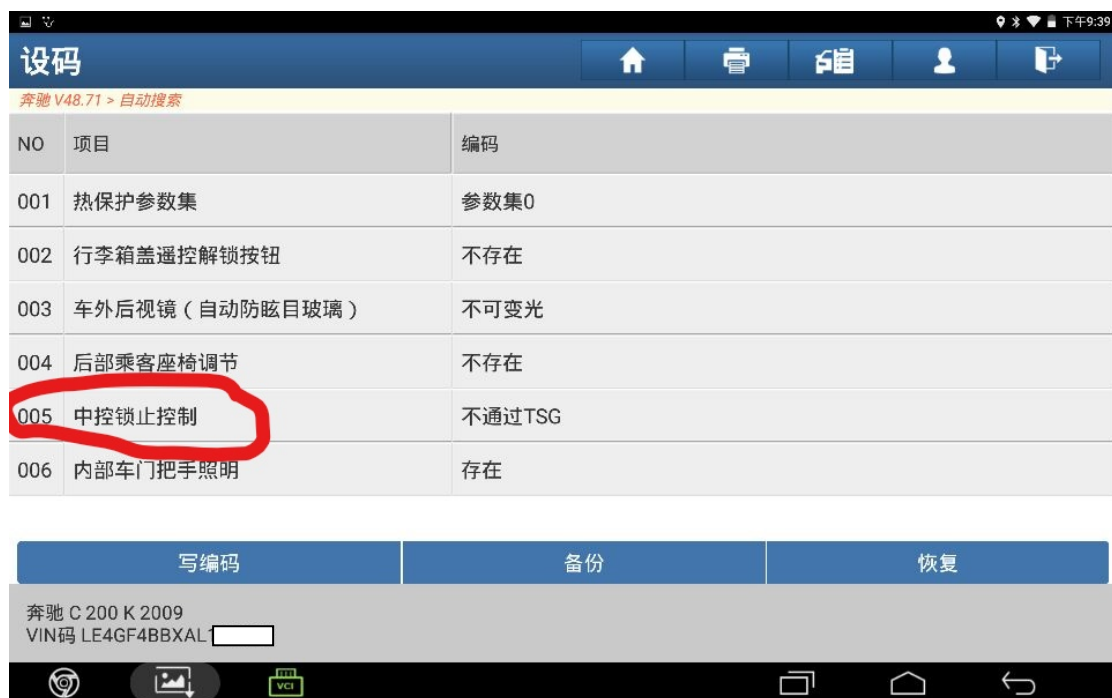 下午9:39
设码
奔驰 V48.71 > 自动搜索
NO 项目 编码
001 热保护参数集 参数集0
002 行李箱盖遥控解锁按钮 不存在
003 车外后视镜（自动防眩目玻璃） 不可变光
004 后部乘客座椅调节 不存在
005 中控锁止控制 不通过TSG
006 内部车门把手照明 存在
写编码 备份 恢复
奔驰 C 200 K 2009
VIN码 LE4GF4BBXAL1
VCI